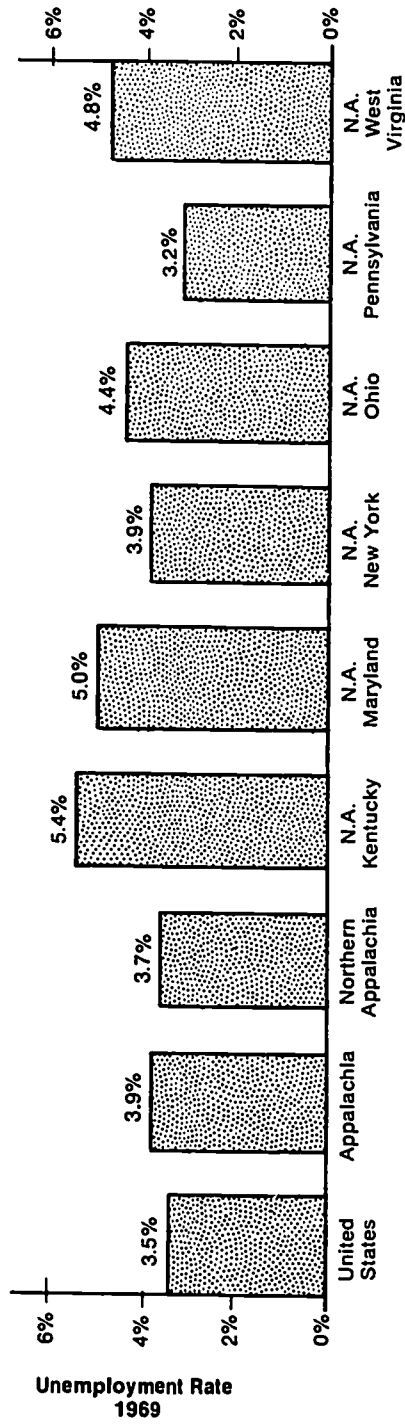 Unemployment Rate
1969
6%
4%
2%
0%
3.5%
3.9%
3.7%
5.4%
5.0%
3.9%
4.4%
3.2%
4.8%
6%
4%
2%
0%
United
States
Appalachia
Northern
Appalachia
N.A.
Kentucky
N.A.
Maryland
N.A.
New York
N.A.
Ohio
N.A.
Pennsylvania
N.A.
West
Virginia